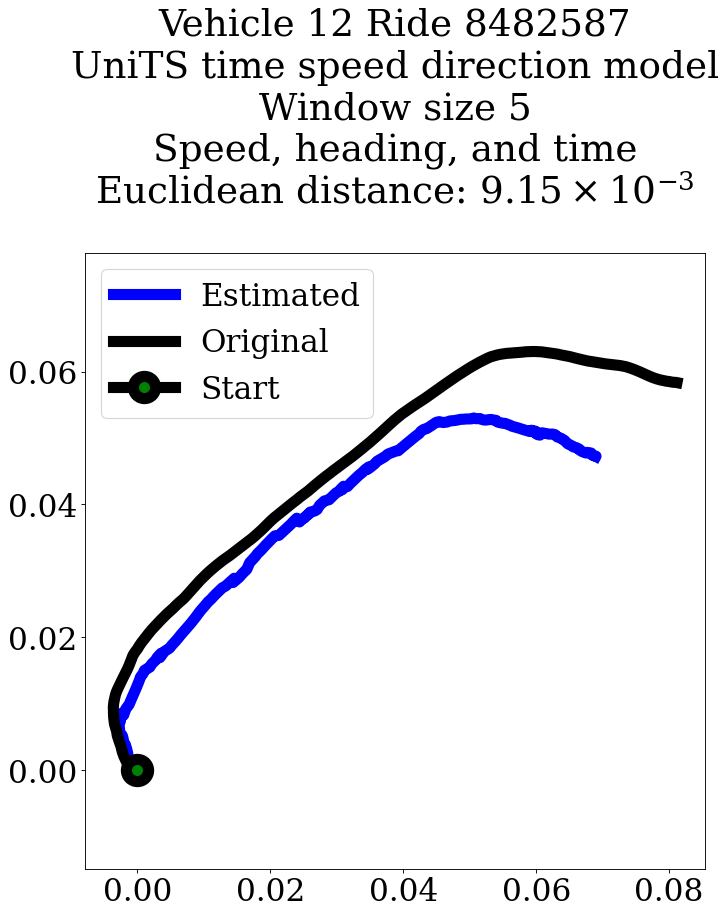 Vehicle 12 Ride 8482587
UniTS time speed direction model
Window size 5
Speed, heading, and time
Euclidean distance: 9.15 × 10⁻³
Estimated
Original
Start
0.06
0.04
0.02
0.00
0.00 0.02 0.04 0.06 0.08